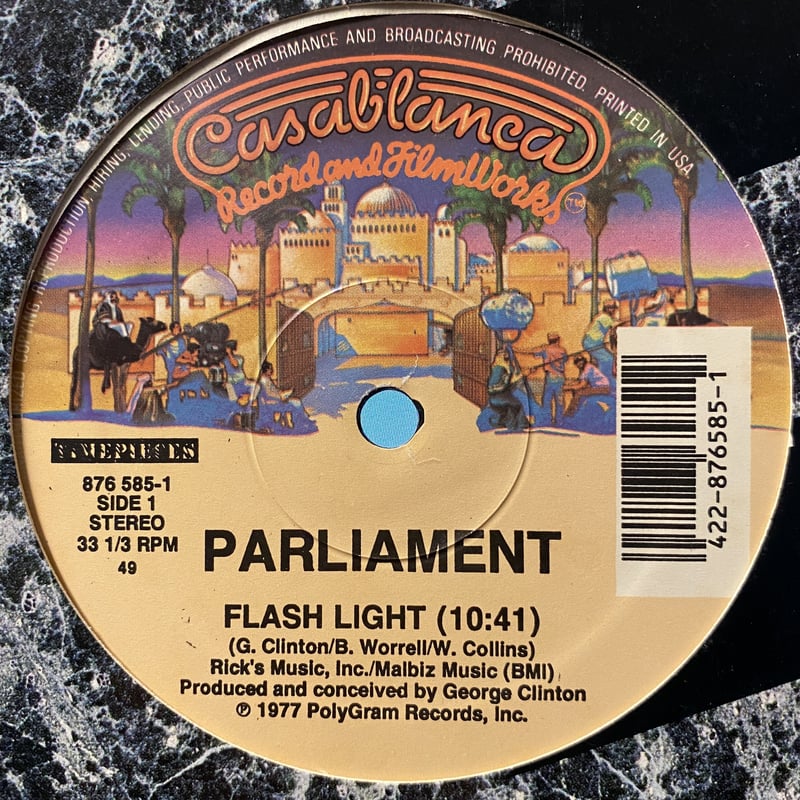 COPYING, REPRODUCTION, HIRING, LENDING, PUBLIC PERFORMANCE AND BROADCASTING PROHIBITED. PRINTED IN USA
Casablanca
Record and FilmWorks TM
TIMEPIECES
876 585-1
SIDE 1
STEREO
33 1/3 RPM
49
422-876585-1
PARLIAMENT
FLASH LIGHT (10:41)
(G. Clinton/B. Worrell/W. Collins)
Rick's Music, Inc./Malbiz Music (BMI)
Produced and conceived by George Clinton
℗ 1977 PolyGram Records, Inc.